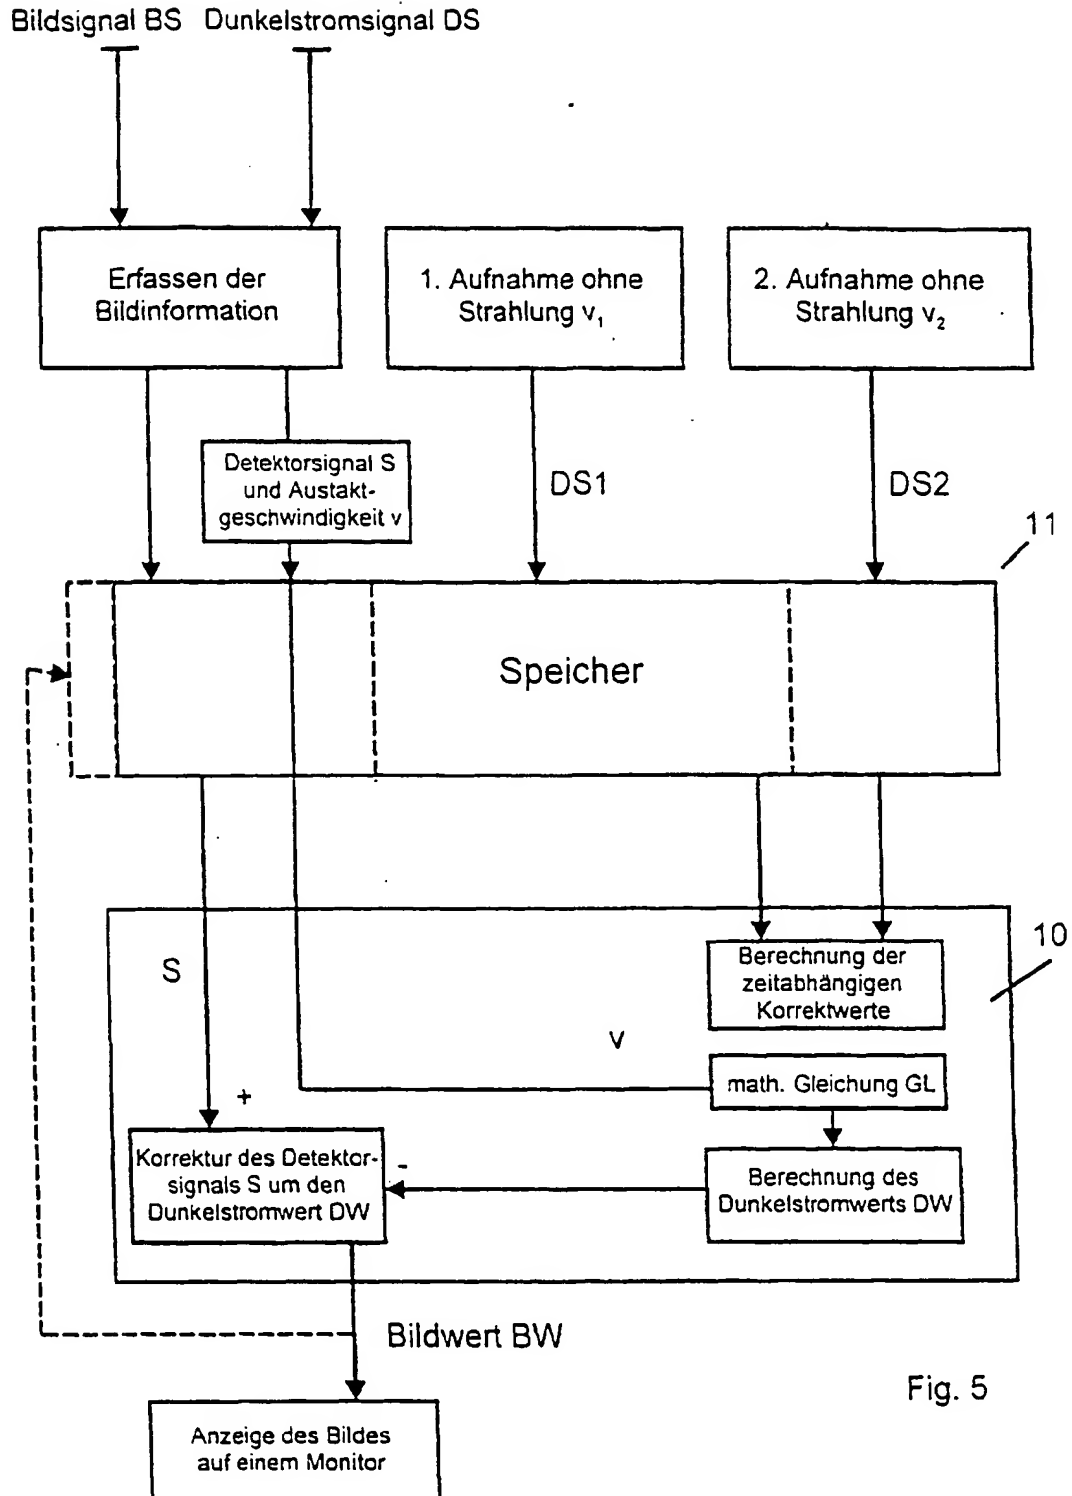 Bildsignal BS Dunkelstromsignal DS
Erfassen der
Bildinformation
1. Aufnahme ohne
Strahlung v₁
2. Aufnahme ohne
Strahlung v₂
Detektorsignal S
und Austakt-
geschwindigkeit v
DS1
DS2
11
Speicher
10
S
Berechnung der
zeitabhängigen
Korrektwerte
v
math. Gleichung GL
+
Korrektur des Detektor-
signals S um den
Dunkelstromwert DW
-
Berechnung des
Dunkelstromwerts DW
Bildwert BW
Fig. 5
Anzeige des Bildes
auf einem Monitor